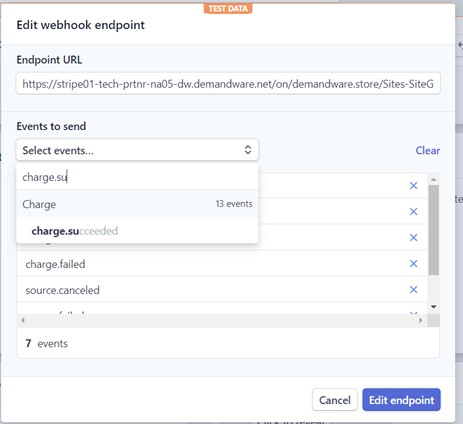 TEST DATA
Edit webhook endpoint
Endpoint URL
https://stripe01-tech-prtnr-na05-dw.demandware.net/on/demandware.store/Sites-SiteG
Events to send
Select events...
Clear
charge.su
Charge 13 events
charge.succeeded
charge.failed
source.canceled
7 events
Cancel
Edit endpoint